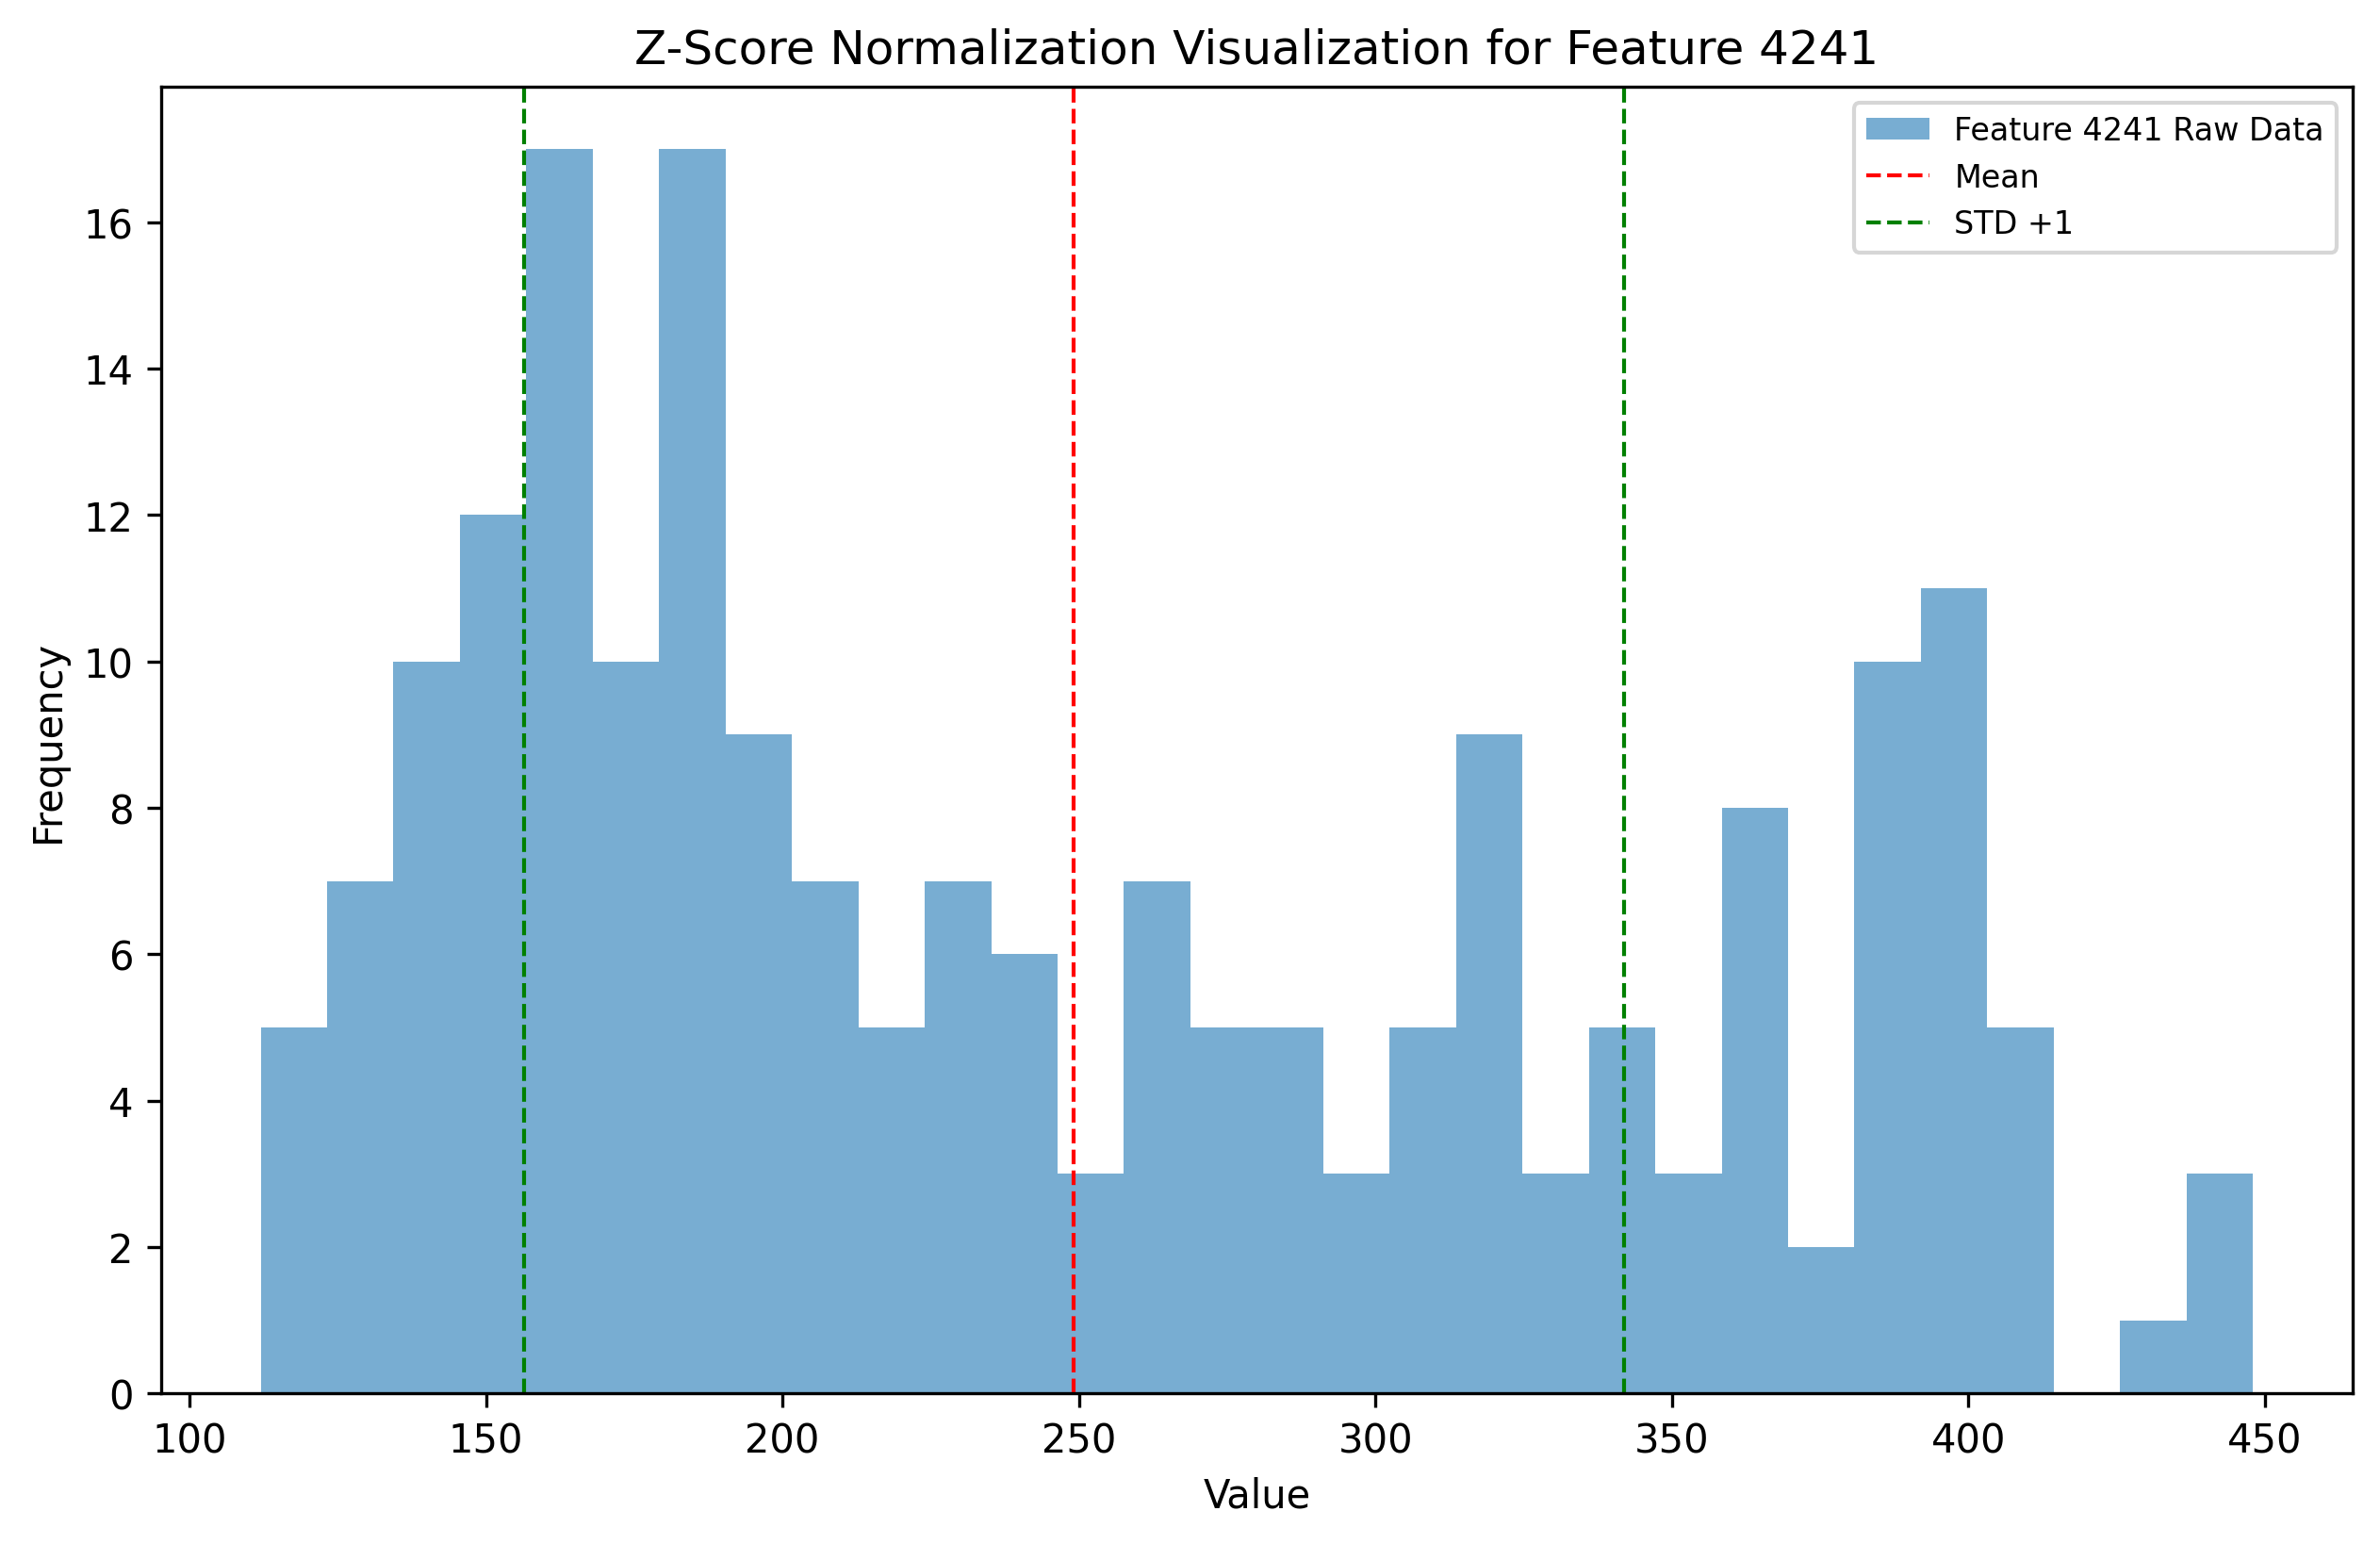 Z-Score Normalization Visualization for Feature 4241
Feature 4241 Raw Data
Mean
STD +1
16
14
12
10
8
6
4
2
0
Frequency
100 150 200 250 300 350 400 450
Value